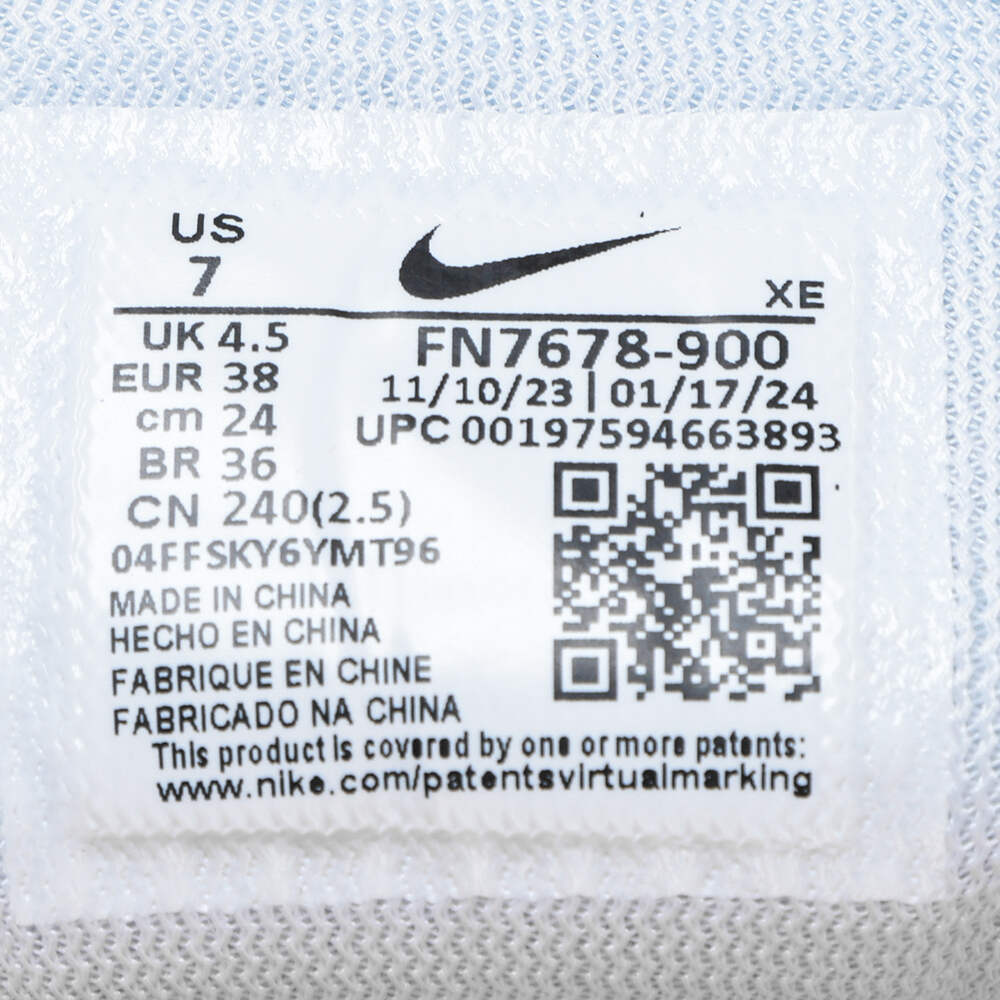 US
7
XE
UK 4.5
EUR 38
cm 24
BR 36
CN 240(2.5)
FN7678-900
11/10/23 | 01/17/24
UPC 00197594663893
04FFSKY6YMT96
MADE IN CHINA
HECHO EN CHINA
FABRIQUE EN CHINE
FABRICADO NA CHINA
This product is covered by one or more patents:
www.nike.com/patentsvirtualmarking